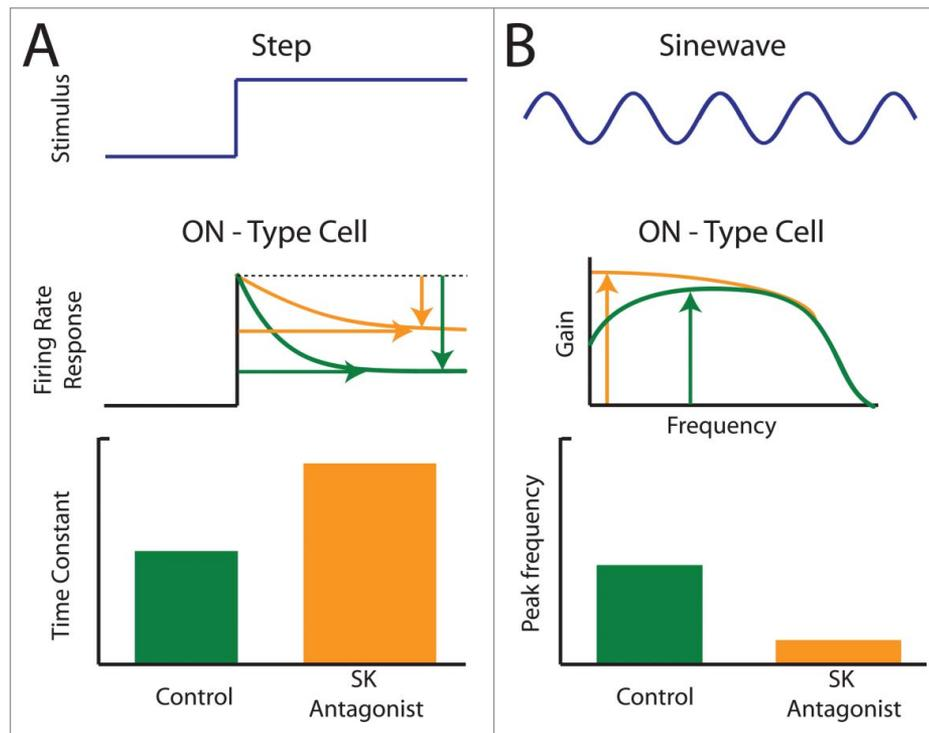 A
Step
Stimulus
ON - Type Cell
Firing Rate
Response
Time Constant
Control
SK
Antagonist
B
Sinewave
ON - Type Cell
Gain
Frequency
Peak frequency
Control
SK
Antagonist